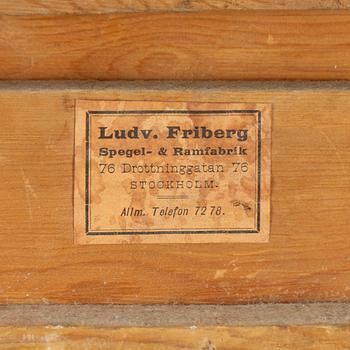 Ludv. Friberg
Spegel- & Ramfabrik
76 Drottninggatan 76
STOCKHOLM.
Allm. Telefon 72 78.